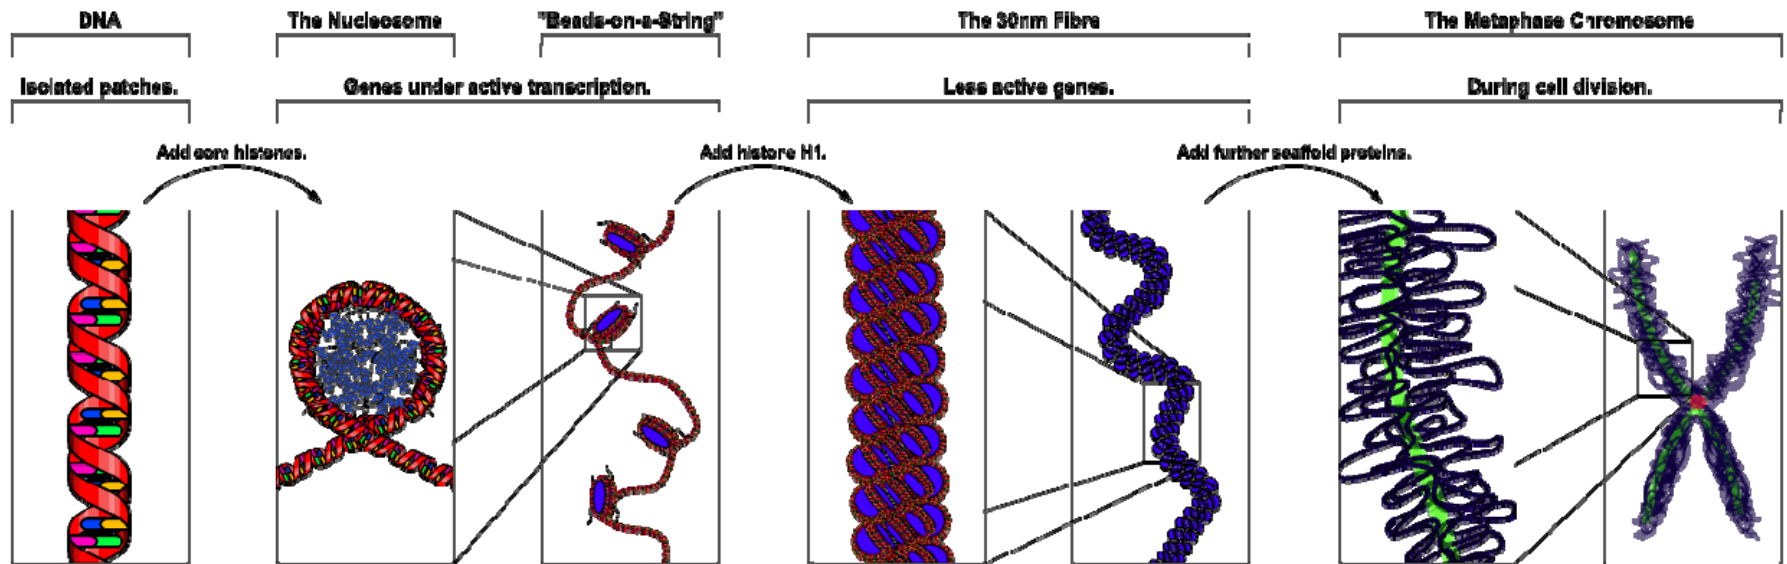 DNA
The Nucleosome
"Beads-on-a-String"
The 30nm Fibre
The Metaphase Chromosome
Isolated patches.
Genes under active transcription.
Less active genes.
During cell division.
Add core histones.
Add histone H1.
Add further scaffold proteins.